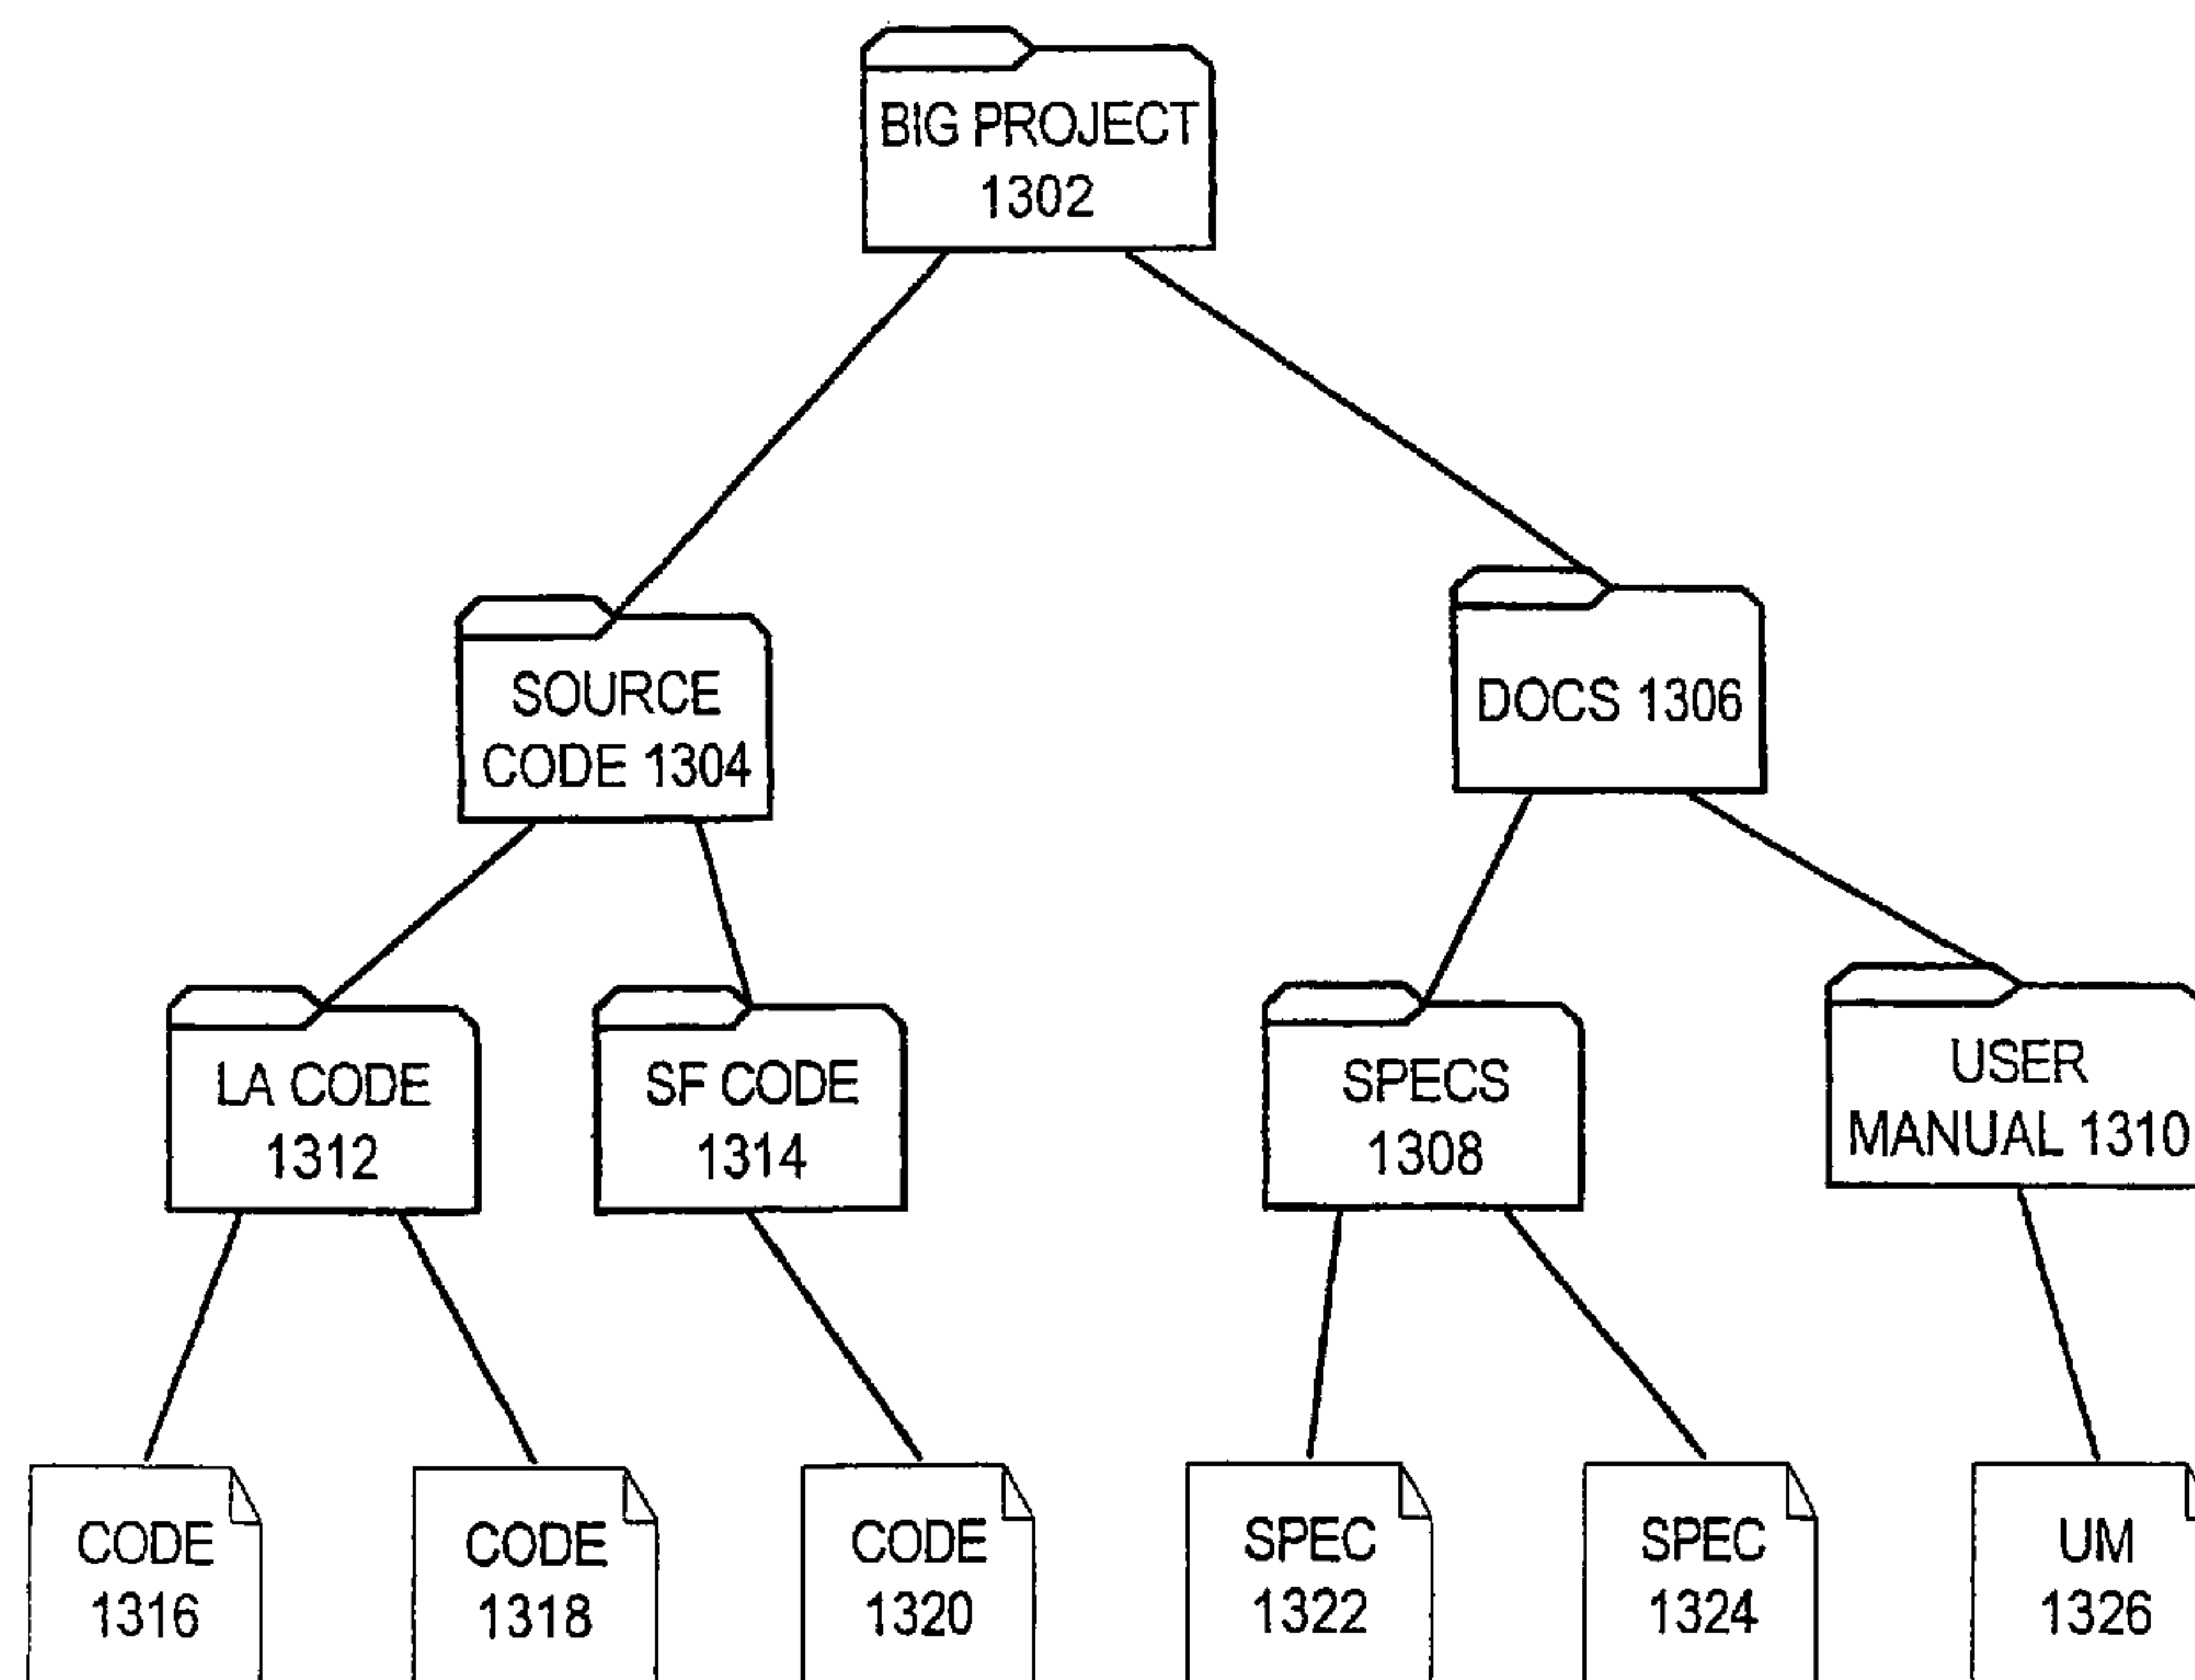 BIG PROJECT
1302
SOURCE
CODE 1304
DOCS 1306
LA CODE
1312
SF CODE
1314
SPECS
1308
USER
MANUAL 1310
CODE
1316
CODE
1318
CODE
1320
SPEC
1322
SPEC
1324
UM
1326